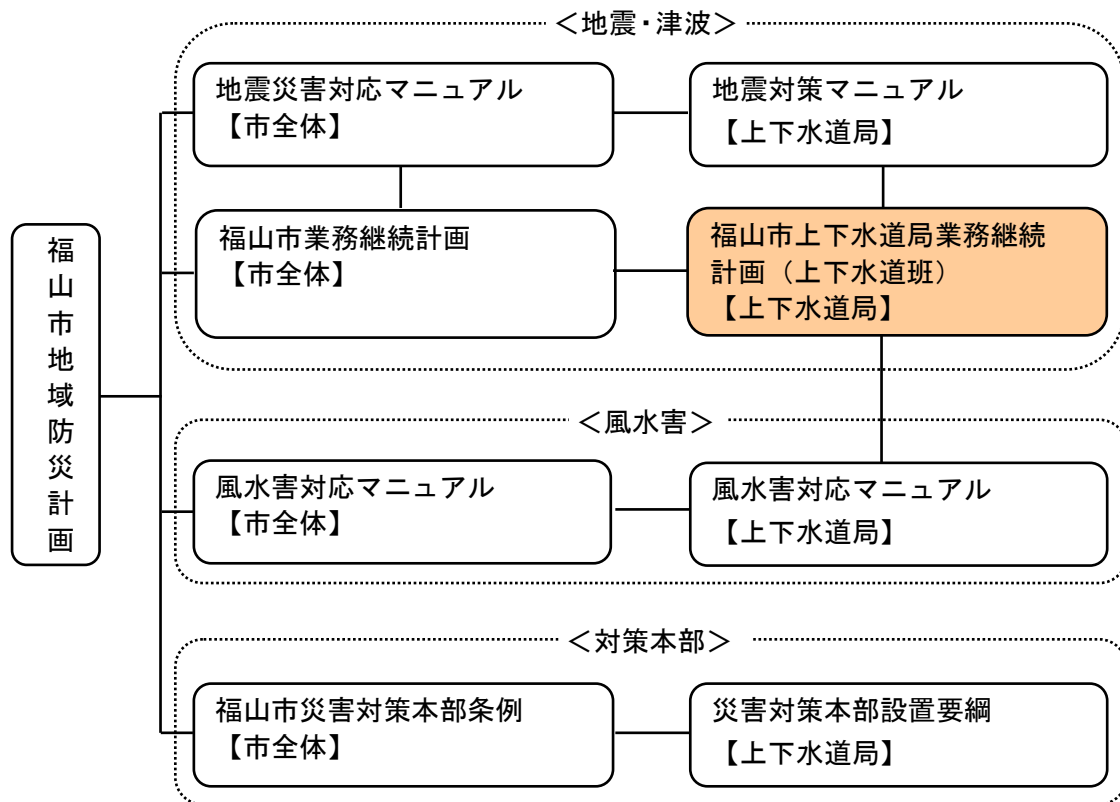 福山市地域防災計画
＜地震・津波＞
地震災害対応マニュアル
【市全体】
地震対策マニュアル
【上下水道局】
福山市業務継続計画
【市全体】
福山市上下水道局業務継続
計画（上下水道班）
【上下水道局】
＜風水害＞
風水害対応マニュアル
【市全体】
風水害対応マニュアル
【上下水道局】
＜対策本部＞
福山市災害対策本部条例
【市全体】
災害対策本部設置要綱
【上下水道局】